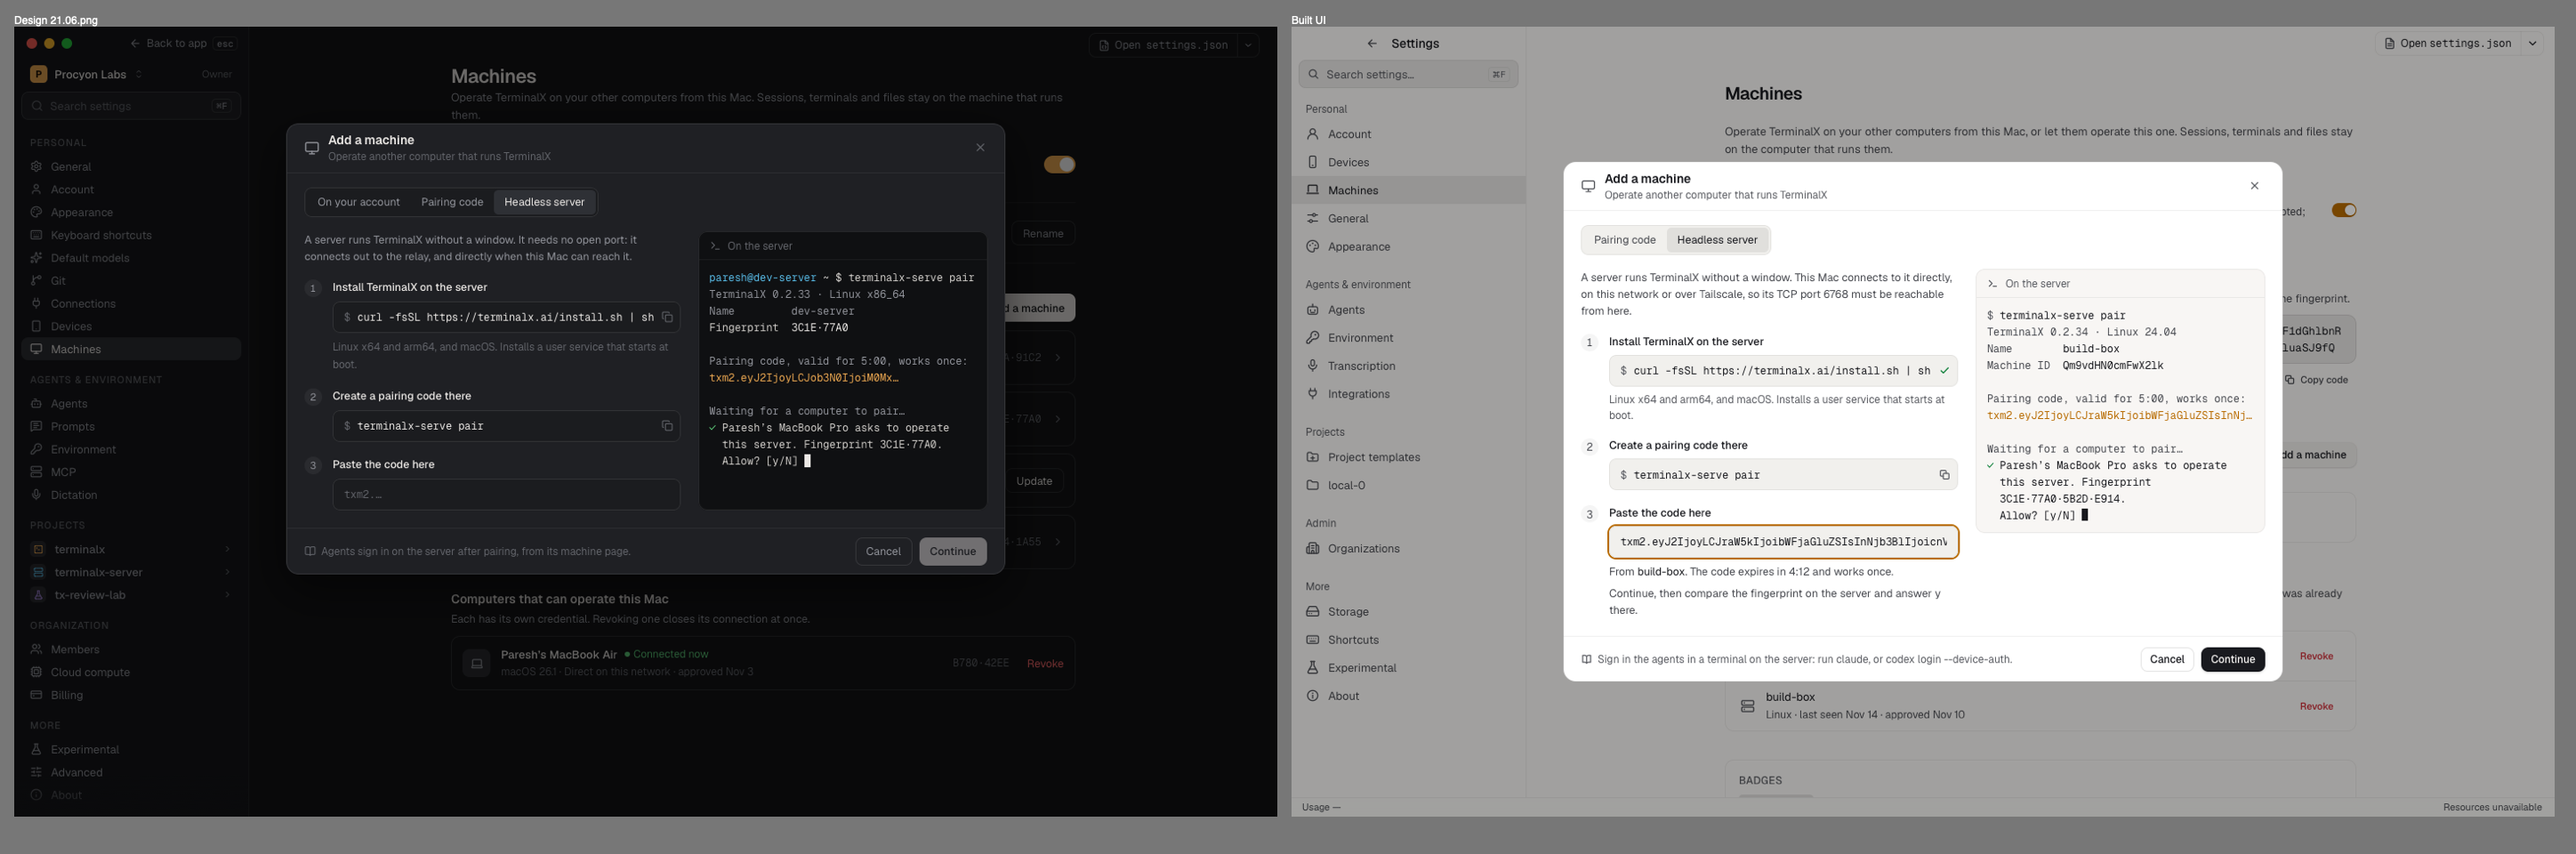 Design 21.06.png
Back to app esc
Procyon Labs Owner
Search settings ⌘F
PERSONAL
General
Account
Appearance
Keyboard shortcuts
Default models
Git
Connections
Devices
Machines
AGENTS & ENVIRONMENT
Agents
Prompts
Environment
MCP
Dictation
PROJECTS
terminalx
terminalx-server
tx-review-lab
ORGANIZATION
Members
Cloud compute
Billing
MORE
Experimental
Advanced
About
Open settings.json
Machines
Operate TerminalX on your other computers from this Mac. Sessions, terminals and files stay on the machine that runs
them.
Add a machine
Operate another computer that runs TerminalX
On your account Pairing code Headless server
A server runs TerminalX without a window. It needs no open port: it
connects out to the relay, and directly when this Mac can reach it.
1 Install TerminalX on the server
$ curl -fsSL https://terminalx.ai/install.sh | sh
Linux x64 and arm64, and macOS. Installs a user service that starts at
boot.
2 Create a pairing code there
$ terminalx-serve pair
3 Paste the code here
txm2.…
>_ On the server
paresh@dev-server ~ $ terminalx-serve pair
TerminalX 0.2.33 · Linux x86_64
Name dev-server
Fingerprint 3C1E·77A0
Pairing code, valid for 5:00, works once:
txm2.eyJ2IjoyLCJob3N0IjoiM0Mx…
Waiting for a computer to pair…
✓ Paresh's MacBook Pro asks to operate
this server. Fingerprint 3C1E·77A0.
Allow? [y/N]
Agents sign in on the server after pairing, from its machine page.
Cancel Continue
Rename
d a machine
A·91C2
E·77A0
Update
4·1A55
Computers that can operate this Mac
Each has its own credential. Revoking one closes its connection at once.
Paresh's MacBook Air Connected now
macOS 26.1 · Direct on this network · approved Nov 3
B780·42EE Revoke
Built UI
Settings
Search settings… ⌘F
Personal
Account
Devices
Machines
General
Appearance
Agents & environment
Agents
Environment
Transcription
Integrations
Projects
Project templates
local-0
Admin
Organizations
More
Storage
Shortcuts
Experimental
About
Usage —
Open settings.json
Machines
Operate TerminalX on your other computers from this Mac, or let them operate this one. Sessions, terminals and files stay
on the computer that runs them.
Add a machine
Operate another computer that runs TerminalX
Pairing code Headless server
A server runs TerminalX without a window. This Mac connects to it directly,
on this network or over Tailscale, so its TCP port 6768 must be reachable
from here.
1 Install TerminalX on the server
$ curl -fsSL https://terminalx.ai/install.sh | sh
Linux x64 and arm64, and macOS. Installs a user service that starts at
boot.
2 Create a pairing code there
$ terminalx-serve pair
3 Paste the code here
txm2.eyJ2IjoyLCJraW5kIjoibWFjaGluZSIsInNjb3BlIjoicnV
From build-box. The code expires in 4:12 and works once.
Continue, then compare the fingerprint on the server and answer y
there.
>_ On the server
$ terminalx-serve pair
TerminalX 0.2.34 · Linux 24.04
Name build-box
Machine ID Qm9vdHN0cmFwX2lk
Pairing code, valid for 5:00, works once:
txm2.eyJ2IjoyLCJraW5kIjoibWFjaGluZSIsInNj…
Waiting for a computer to pair…
✓ Paresh's MacBook Pro asks to operate
this server. Fingerprint
3C1E·77A0·5B2D·E914.
Allow? [y/N]
Sign in the agents in a terminal on the server: run claude, or codex login --device-auth.
Cancel Continue
oted;
he fingerprint.
F1dGhlbnR
luaSJ9fQ
Copy code
dd a machine
was already
Revoke
build-box
Linux · last seen Nov 14 · approved Nov 10
Revoke
BADGES
Resources unavailable